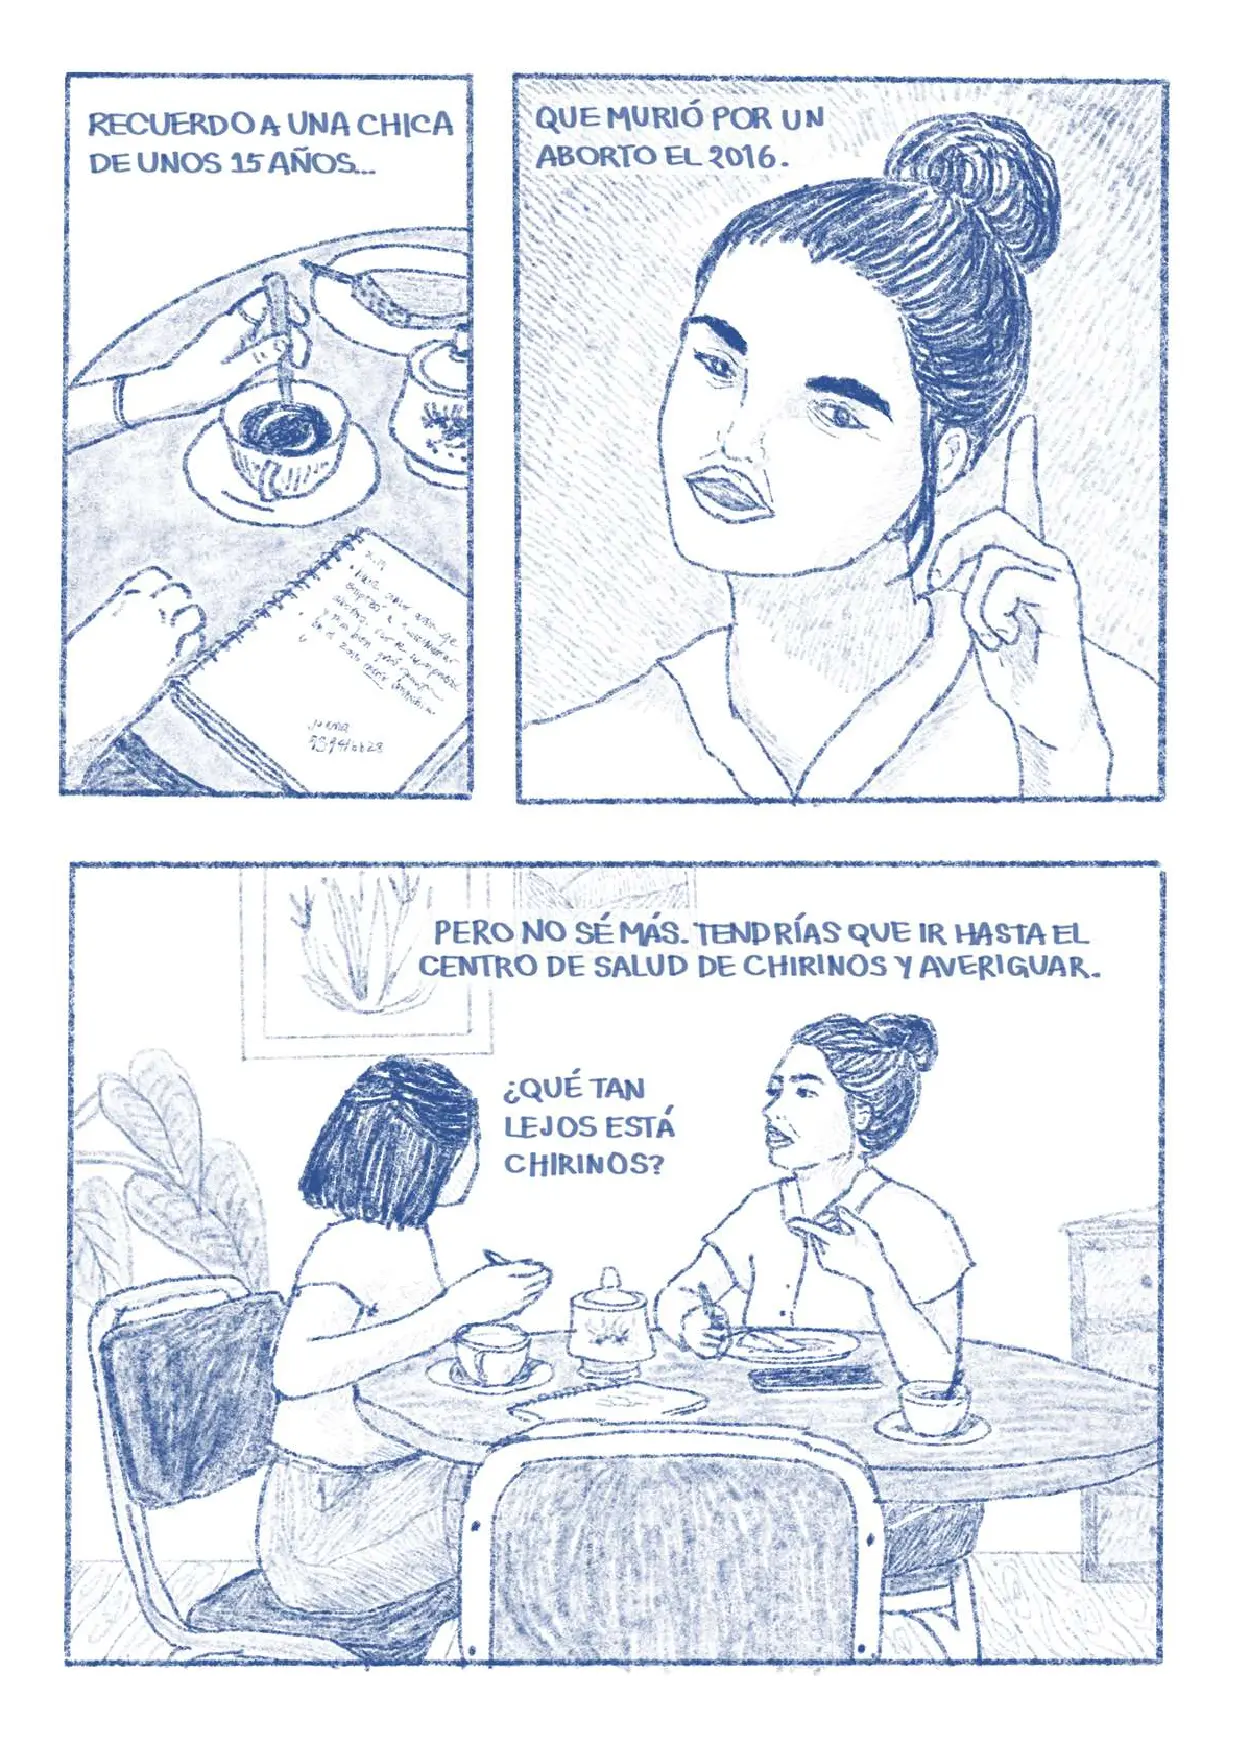 RECUERDO A UNA CHICA
DE UNOS 15 AÑOS...
QUE MURIÓ POR UN
ABORTO EL 2016.
PERO NO SÉ MÁS. TENDRÍAS QUE IR HASTA EL
CENTRO DE SALUD DE CHIRINOS Y AVERIGUAR.
¿QUÉ TAN
LEJOS ESTÁ
CHIRINOS?